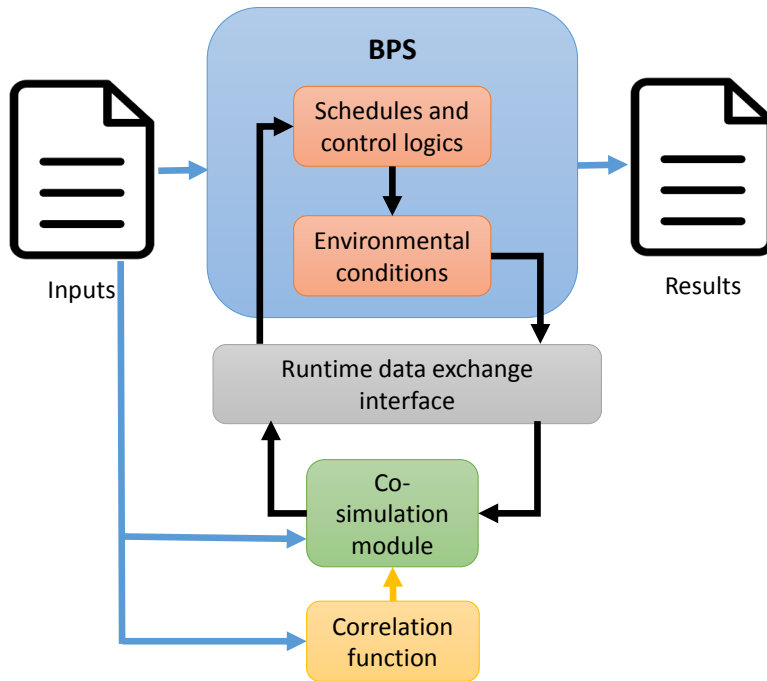 BPS
Schedules and
control logics
Environmental
conditions
Inputs
Results
Runtime data exchange
interface
Co-
simulation
module
Correlation
function